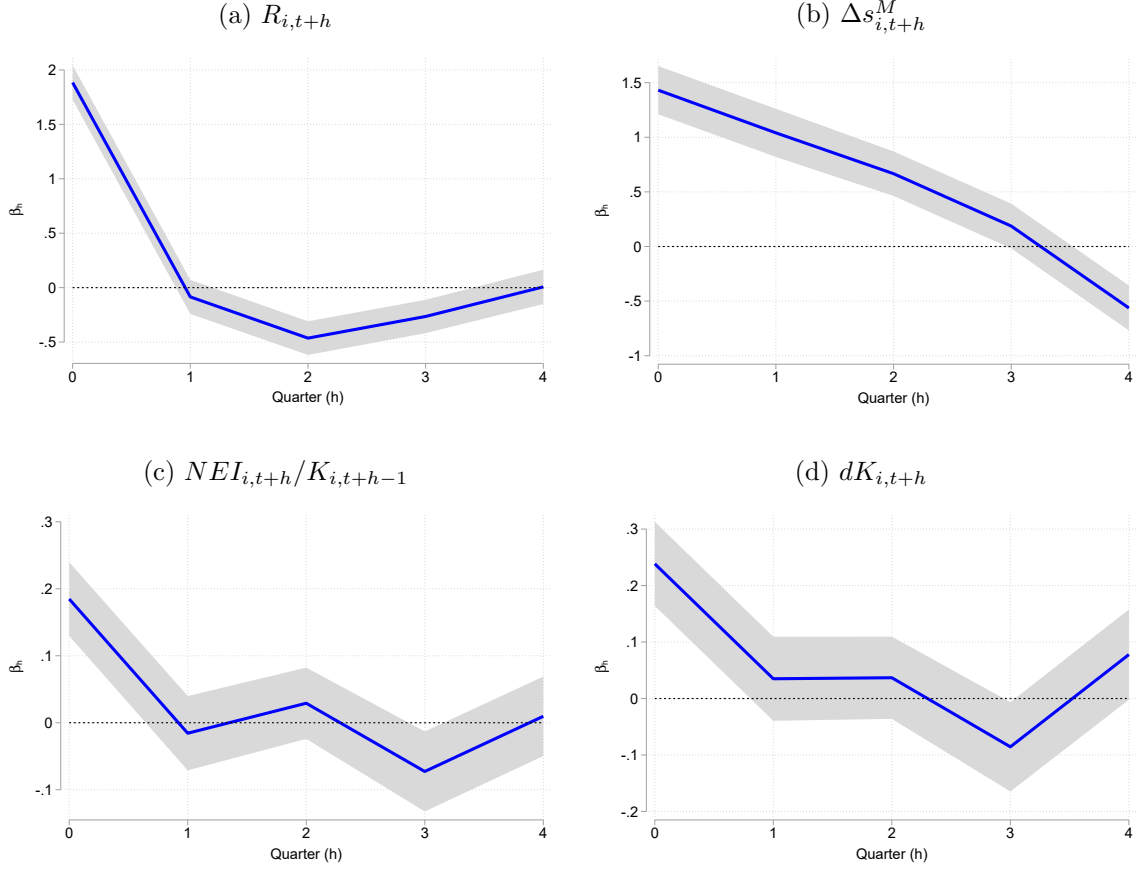 (a) R_{i,t+h}
2
1.5
1
.5
0
-.5
β_h
0 1 2 3 4
Quarter (h)
(b) Δs^M_{i,t+h}
1.5
1
.5
0
-.5
-1
β_h
0 1 2 3 4
Quarter (h)
(c) NEI_{i,t+h}/K_{i,t+h−1}
.3
.2
.1
0
-.1
β_h
0 1 2 3 4
Quarter (h)
(d) dK_{i,t+h}
.3
.2
.1
0
-.1
-.2
β_h
0 1 2 3 4
Quarter (h)